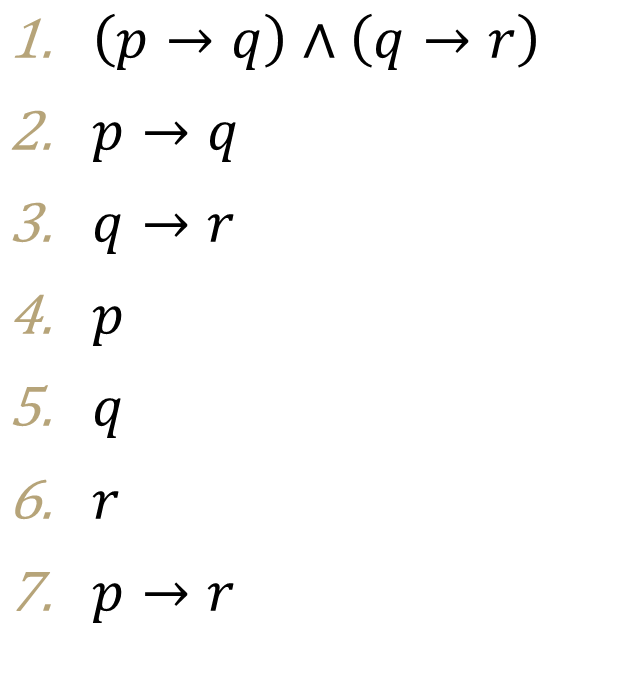 1. (p → q) ∧ (q → r)
2. p → q
3. q → r
4. p
5. q
6. r
7. p → r